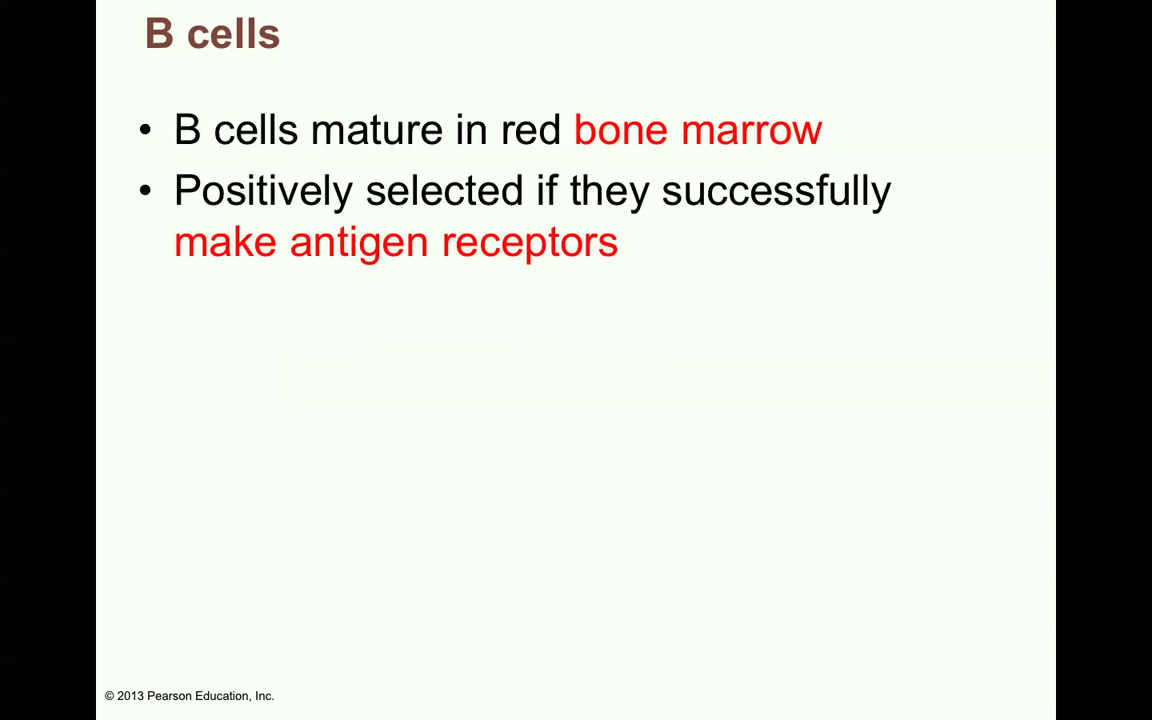 B cells
• B cells mature in red bone marrow
• Positively selected if they successfully
make antigen receptors
© 2013 Pearson Education, Inc.